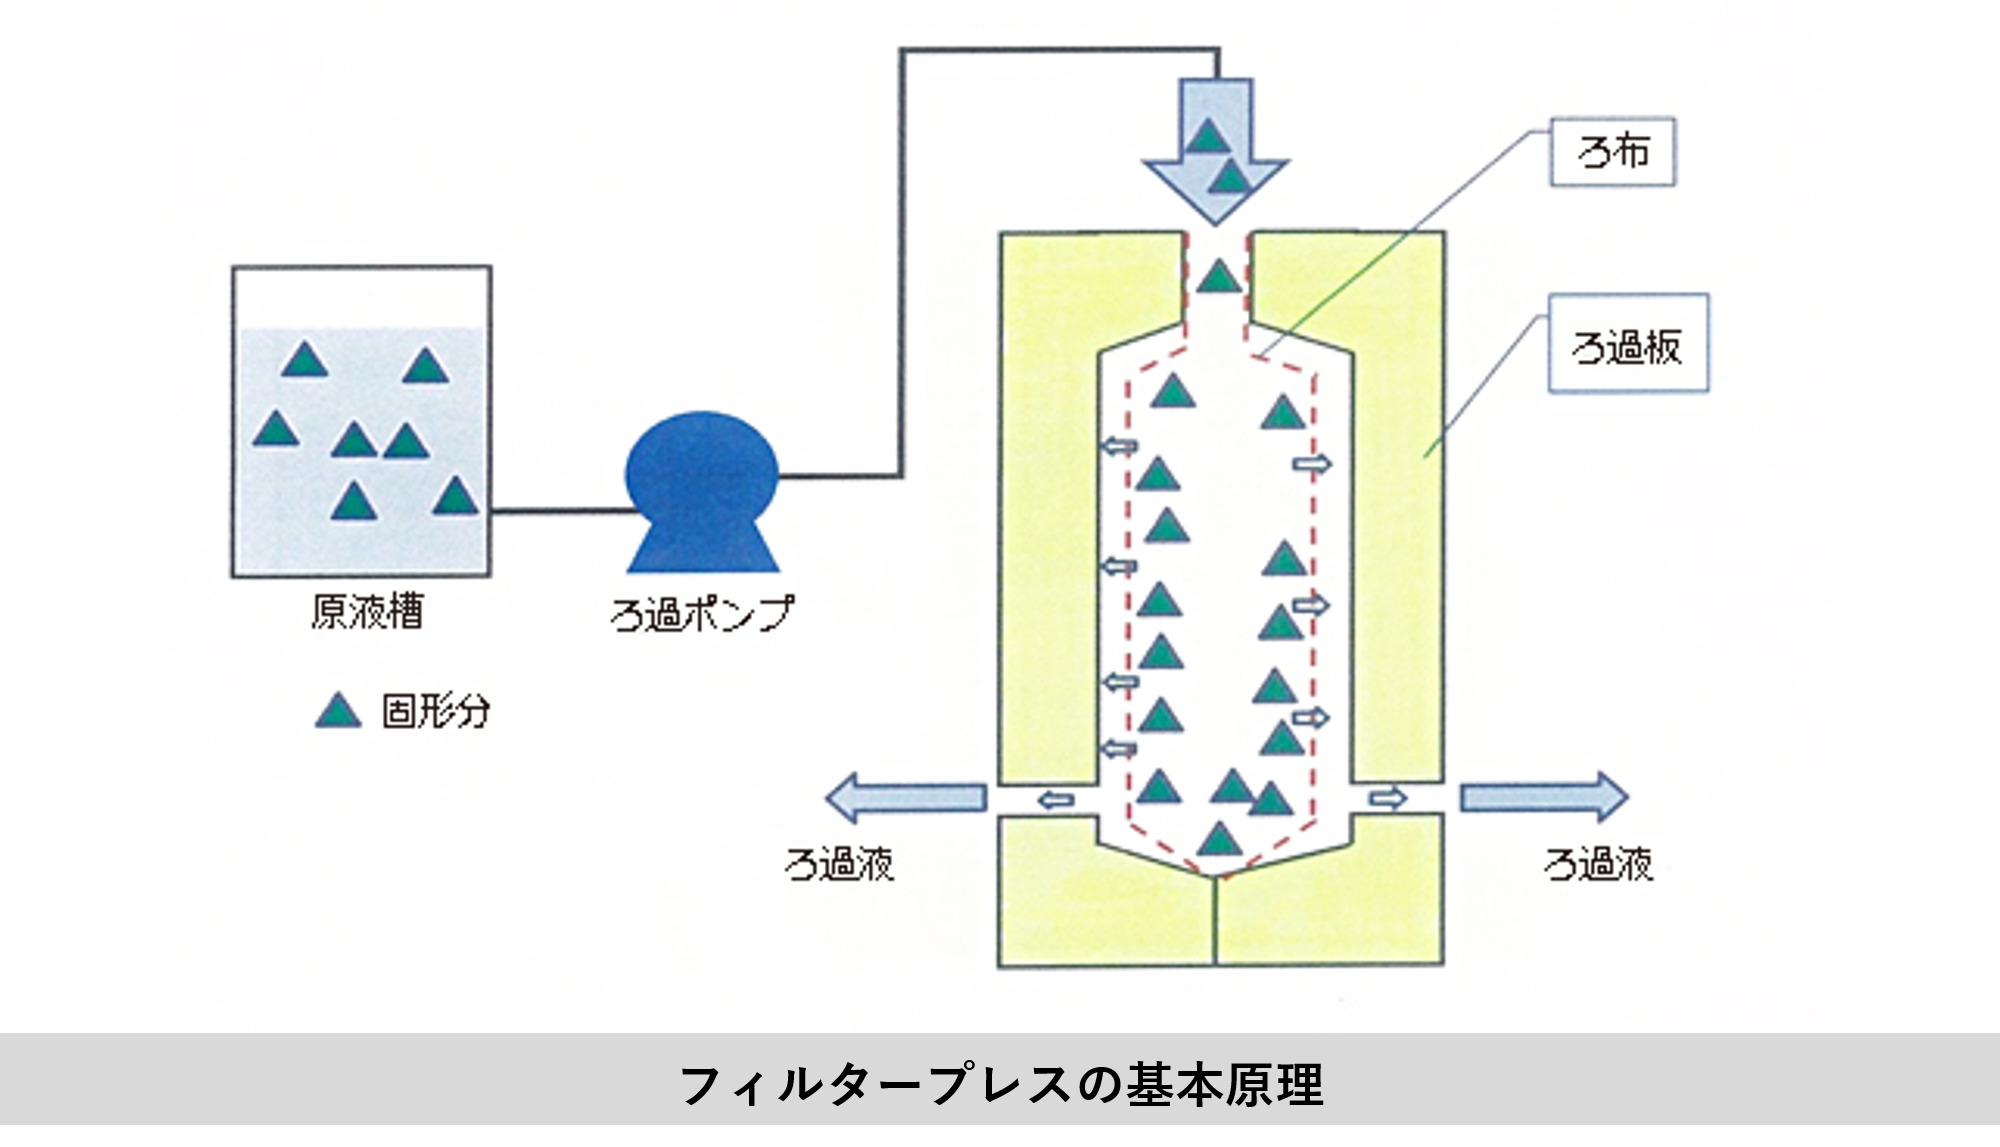 ろ布
ろ過板
原液槽
ろ過ポンプ
固形分
ろ過液
ろ過液
フィルタープレスの基本原理